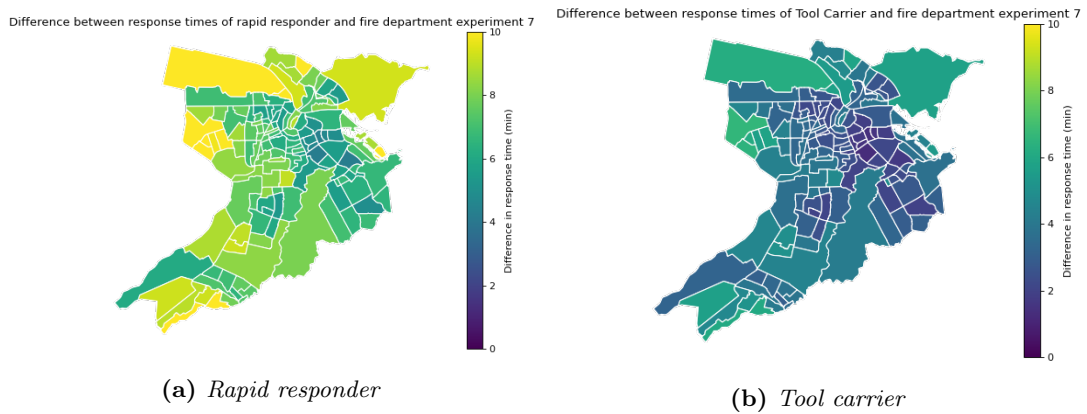 Difference between response times of rapid responder and fire department experiment 7
10
8
6
4
2
0
Difference in response time (min)
(a) Rapid responder
Difference between response times of Tool Carrier and fire department experiment 7
10
8
6
4
2
0
Difference in response time (min)
(b) Tool carrier